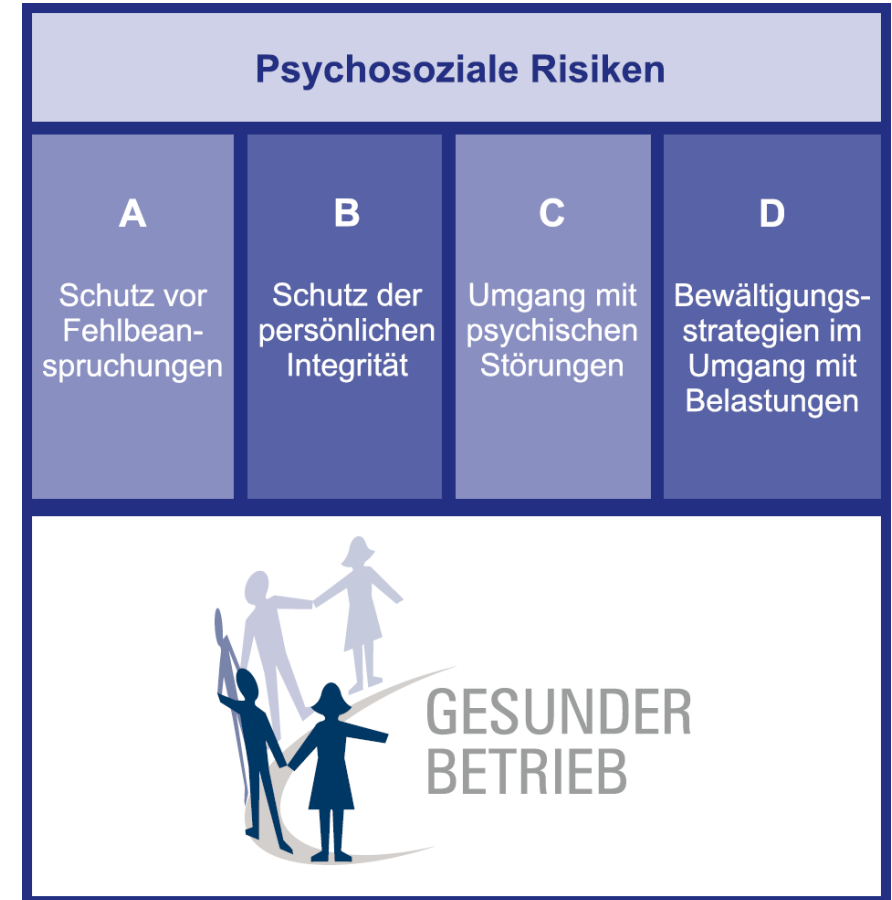 Psychosoziale Risiken
A
Schutz vor
Fehlbean-
spruchungen
B
Schutz der
persönlichen
Integrität
C
Umgang mit
psychischen
Störungen
D
Bewältigungs-
strategien im
Umgang mit
Belastungen
GESUNDER
BETRIEB